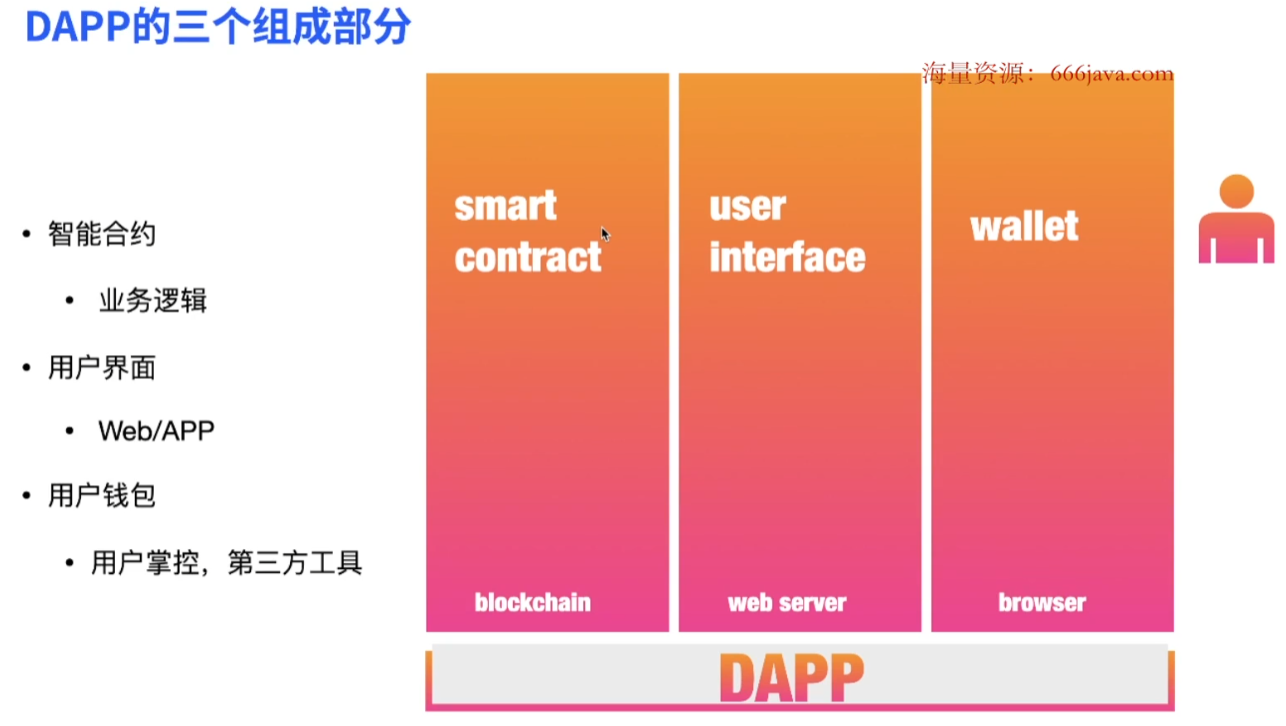 DAPP的三个组成部分
海量资源：666java.com
• 智能合约
• 业务逻辑
• 用户界面
• Web/APP
• 用户钱包
• 用户掌控，第三方工具
smart
contract
blockchain
user
interface
web server
wallet
browser
DAPP